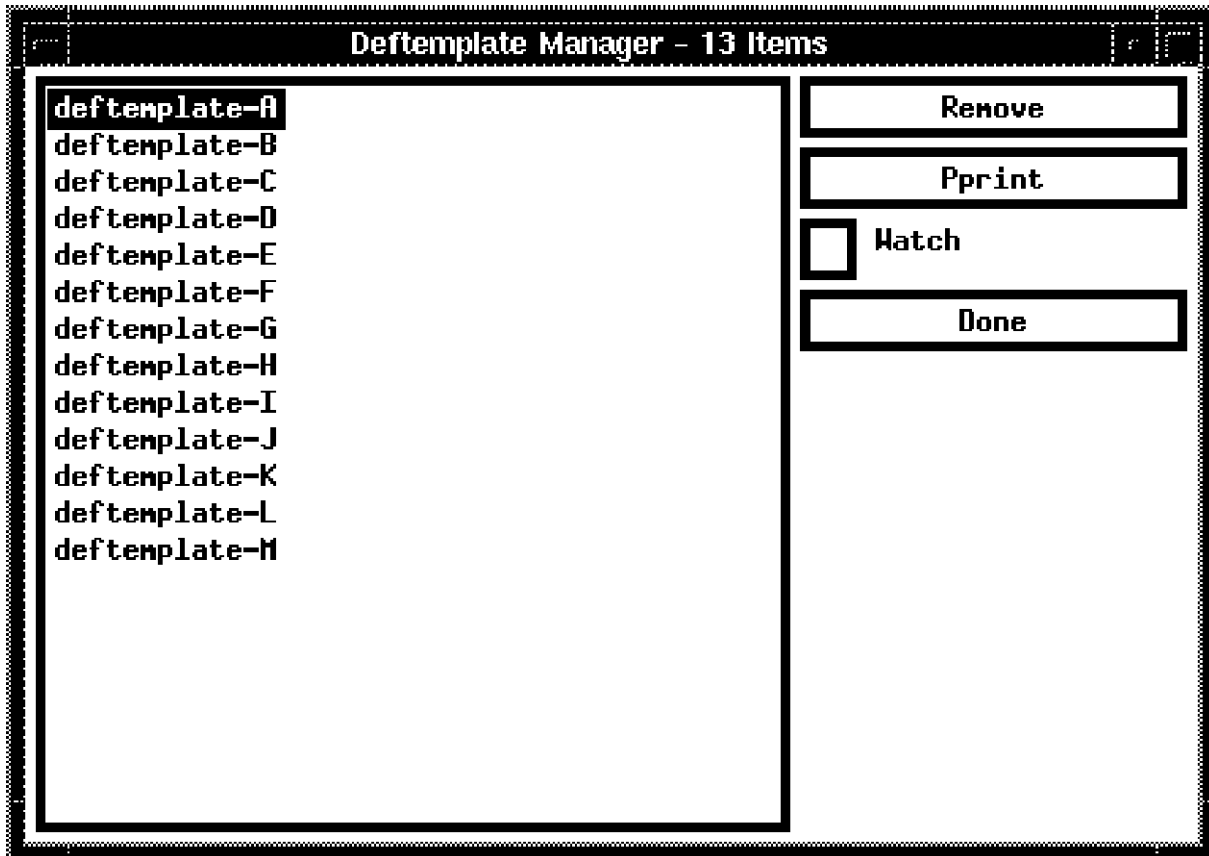 Deftemplate Manager - 13 Items
deftemplate-A
deftemplate-B
deftemplate-C
deftemplate-D
deftemplate-E
deftemplate-F
deftemplate-G
deftemplate-H
deftemplate-I
deftemplate-J
deftemplate-K
deftemplate-L
deftemplate-M
Remove
Pprint
Watch
Done